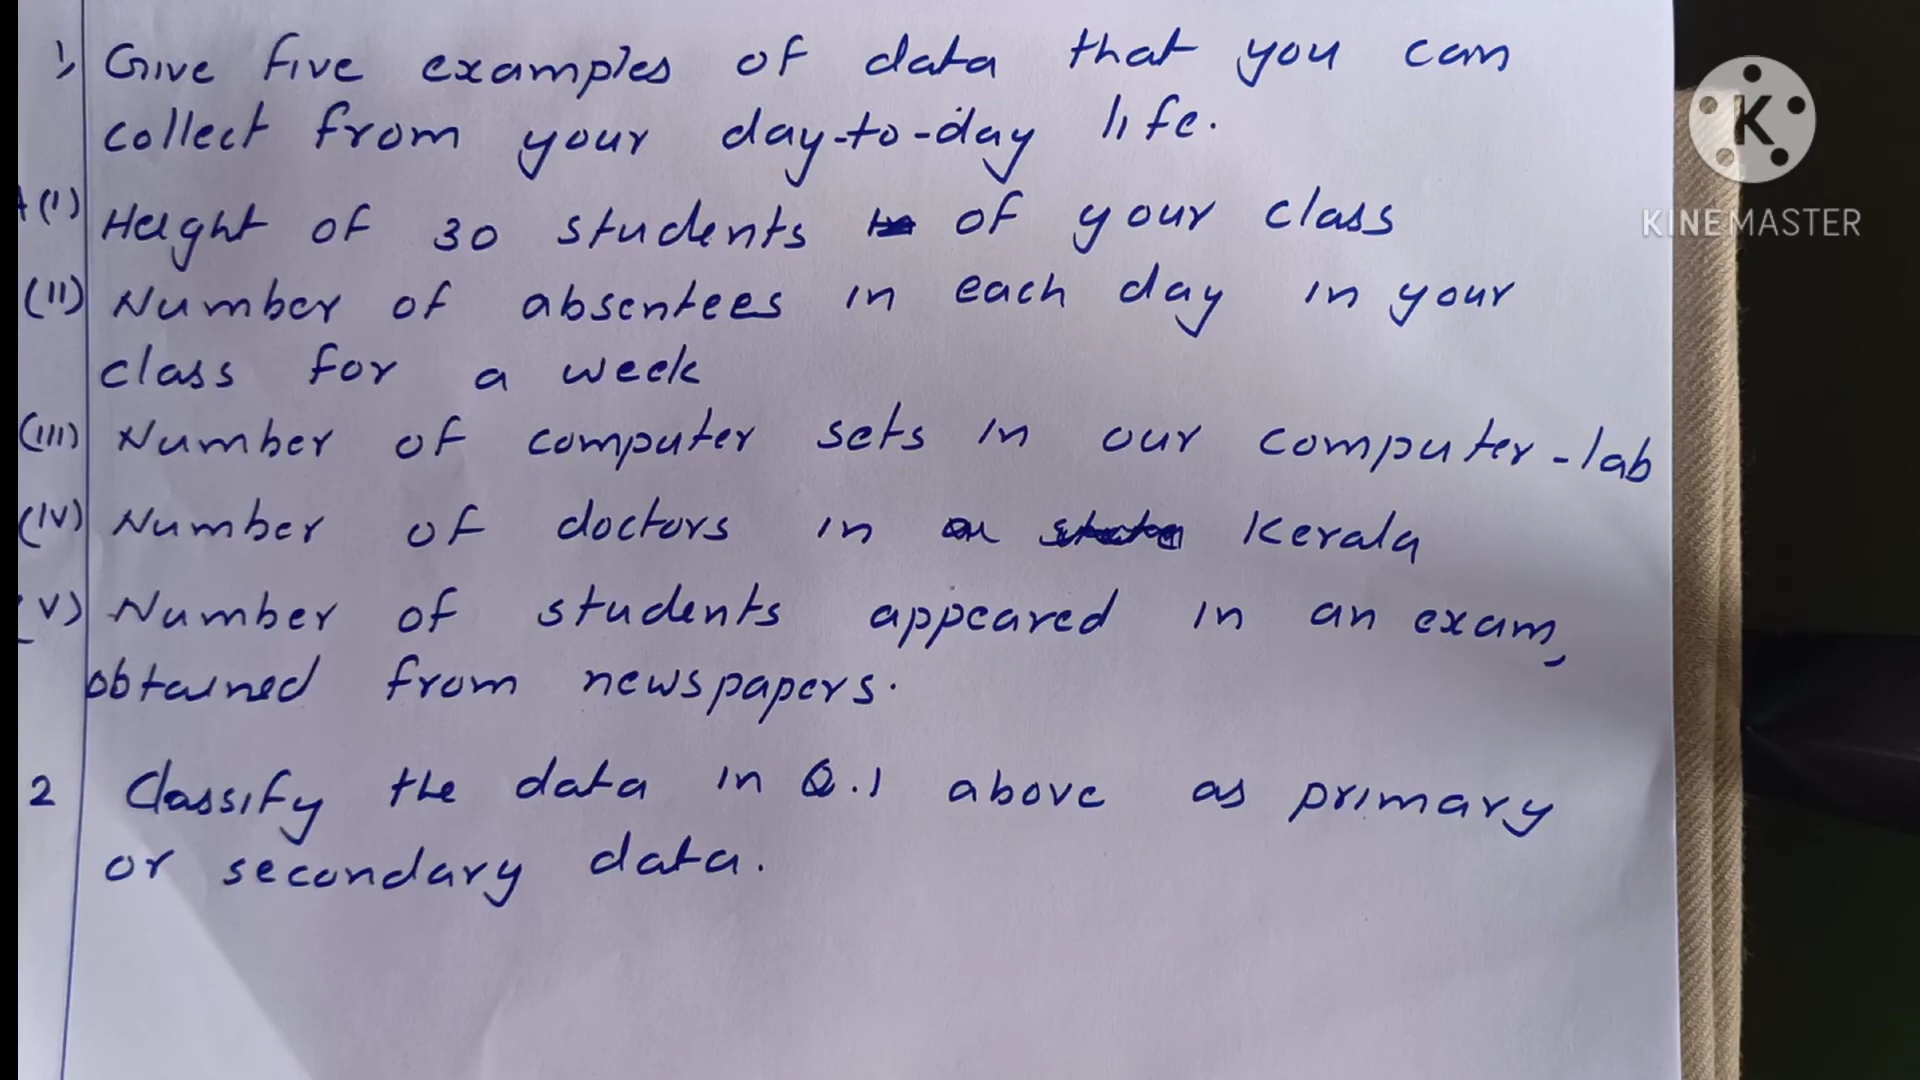 1, Give five examples of data that you can
collect from your day-to-day life.
A (i) Height of 30 students of your class
(ii) Number of absentees in each day in your
class for a week
(iii) Number of computer sets in our computer-lab
(iv) Number of doctors in Kerala
(v) Number of students appeared in an exam,
obtained from newspapers.
2 Classify the data in Q.1 above as primary
or secondary data.
K
KINEMASTER